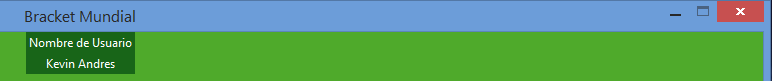 Bracket Mundial
Nombre de Usuario
Kevin Andres